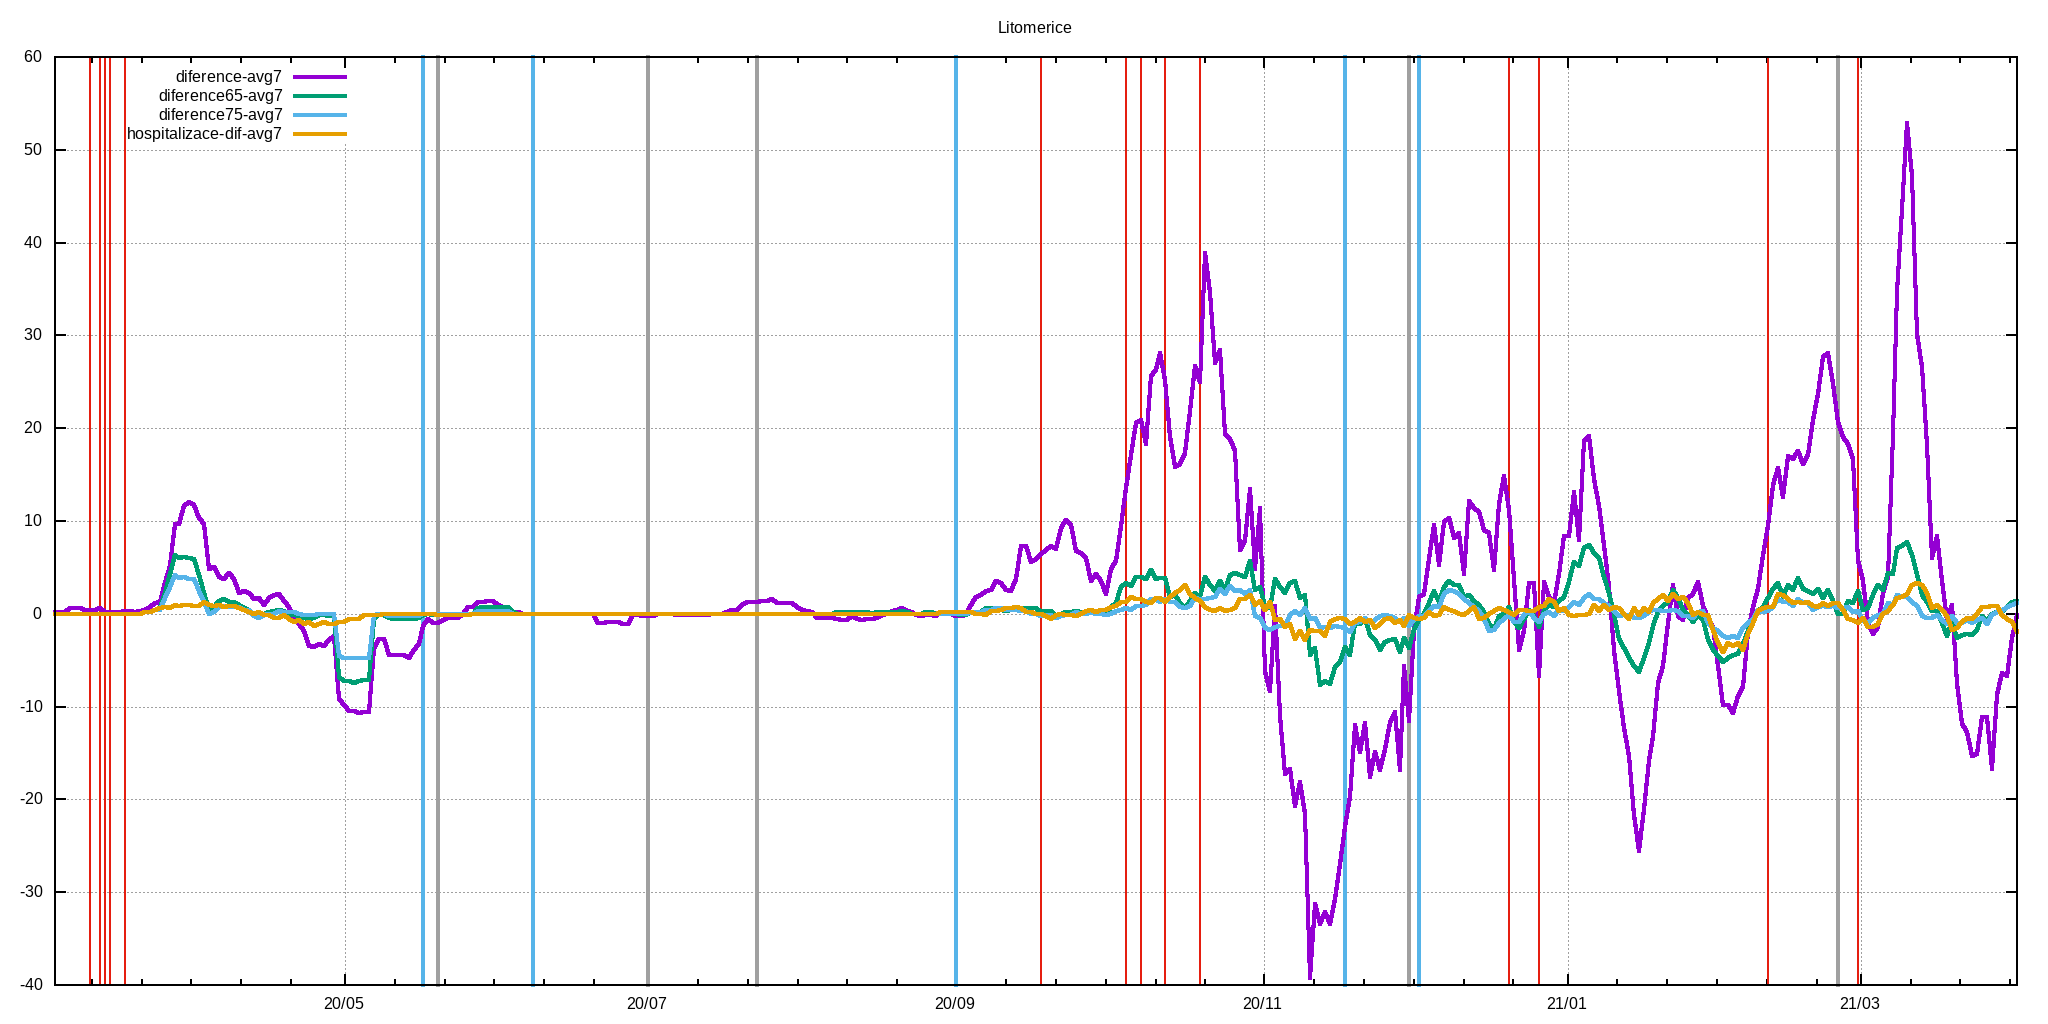 Litomerice
60
diference-avg7
diference65-avg7
diference75-avg7
hospitalizace-dif-avg7
50
40
30
20
10
0
-10
-20
-30
-40
20/05 20/07 20/09 20/11 21/01 21/03